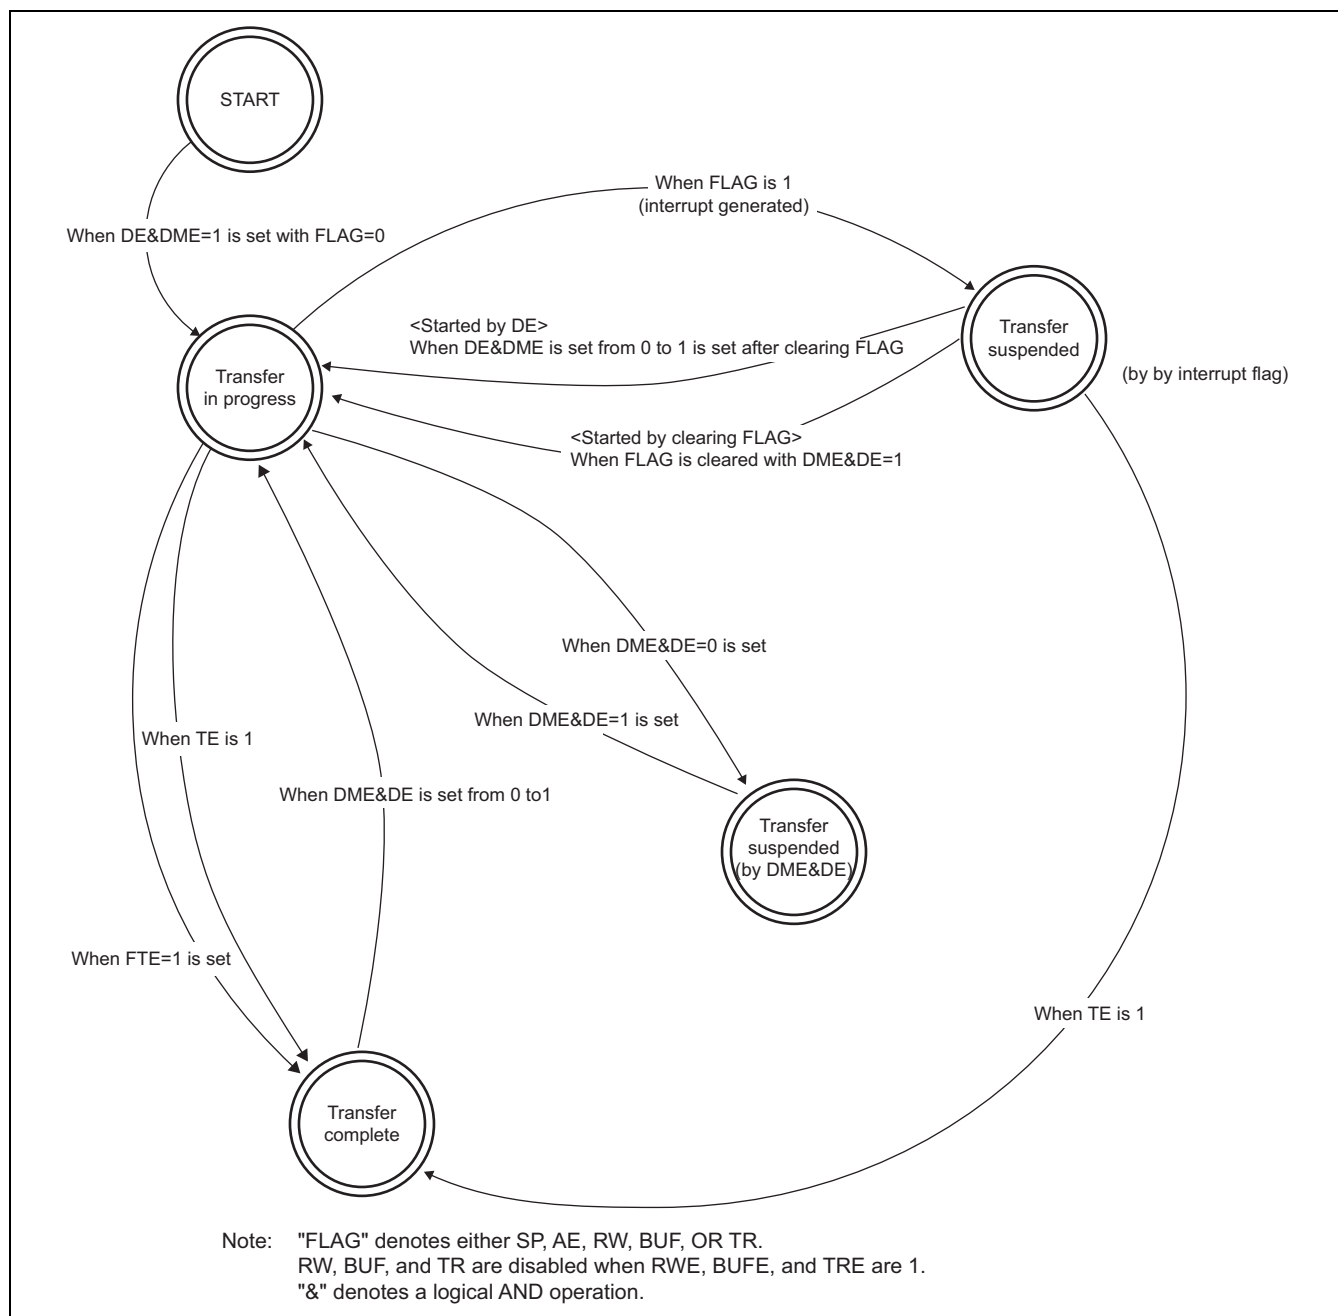 START
When DE&DME=1 is set with FLAG=0
When FLAG is 1
(interrupt generated)
<Started by DE>
When DE&DME is set from 0 to 1 is set after clearing FLAG
Transfer
suspended
(by by interrupt flag)
Transfer
in progress
<Started by clearing FLAG>
When FLAG is cleared with DME&DE=1
When DME&DE=0 is set
When DME&DE=1 is set
When TE is 1
When DME&DE is set from 0 to1
Transfer
suspended
(by DME&DE)
When FTE=1 is set
When TE is 1
Transfer
complete
Note: "FLAG" denotes either SP, AE, RW, BUF, OR TR.
RW, BUF, and TR are disabled when RWE, BUFE, and TRE are 1.
"&" denotes a logical AND operation.